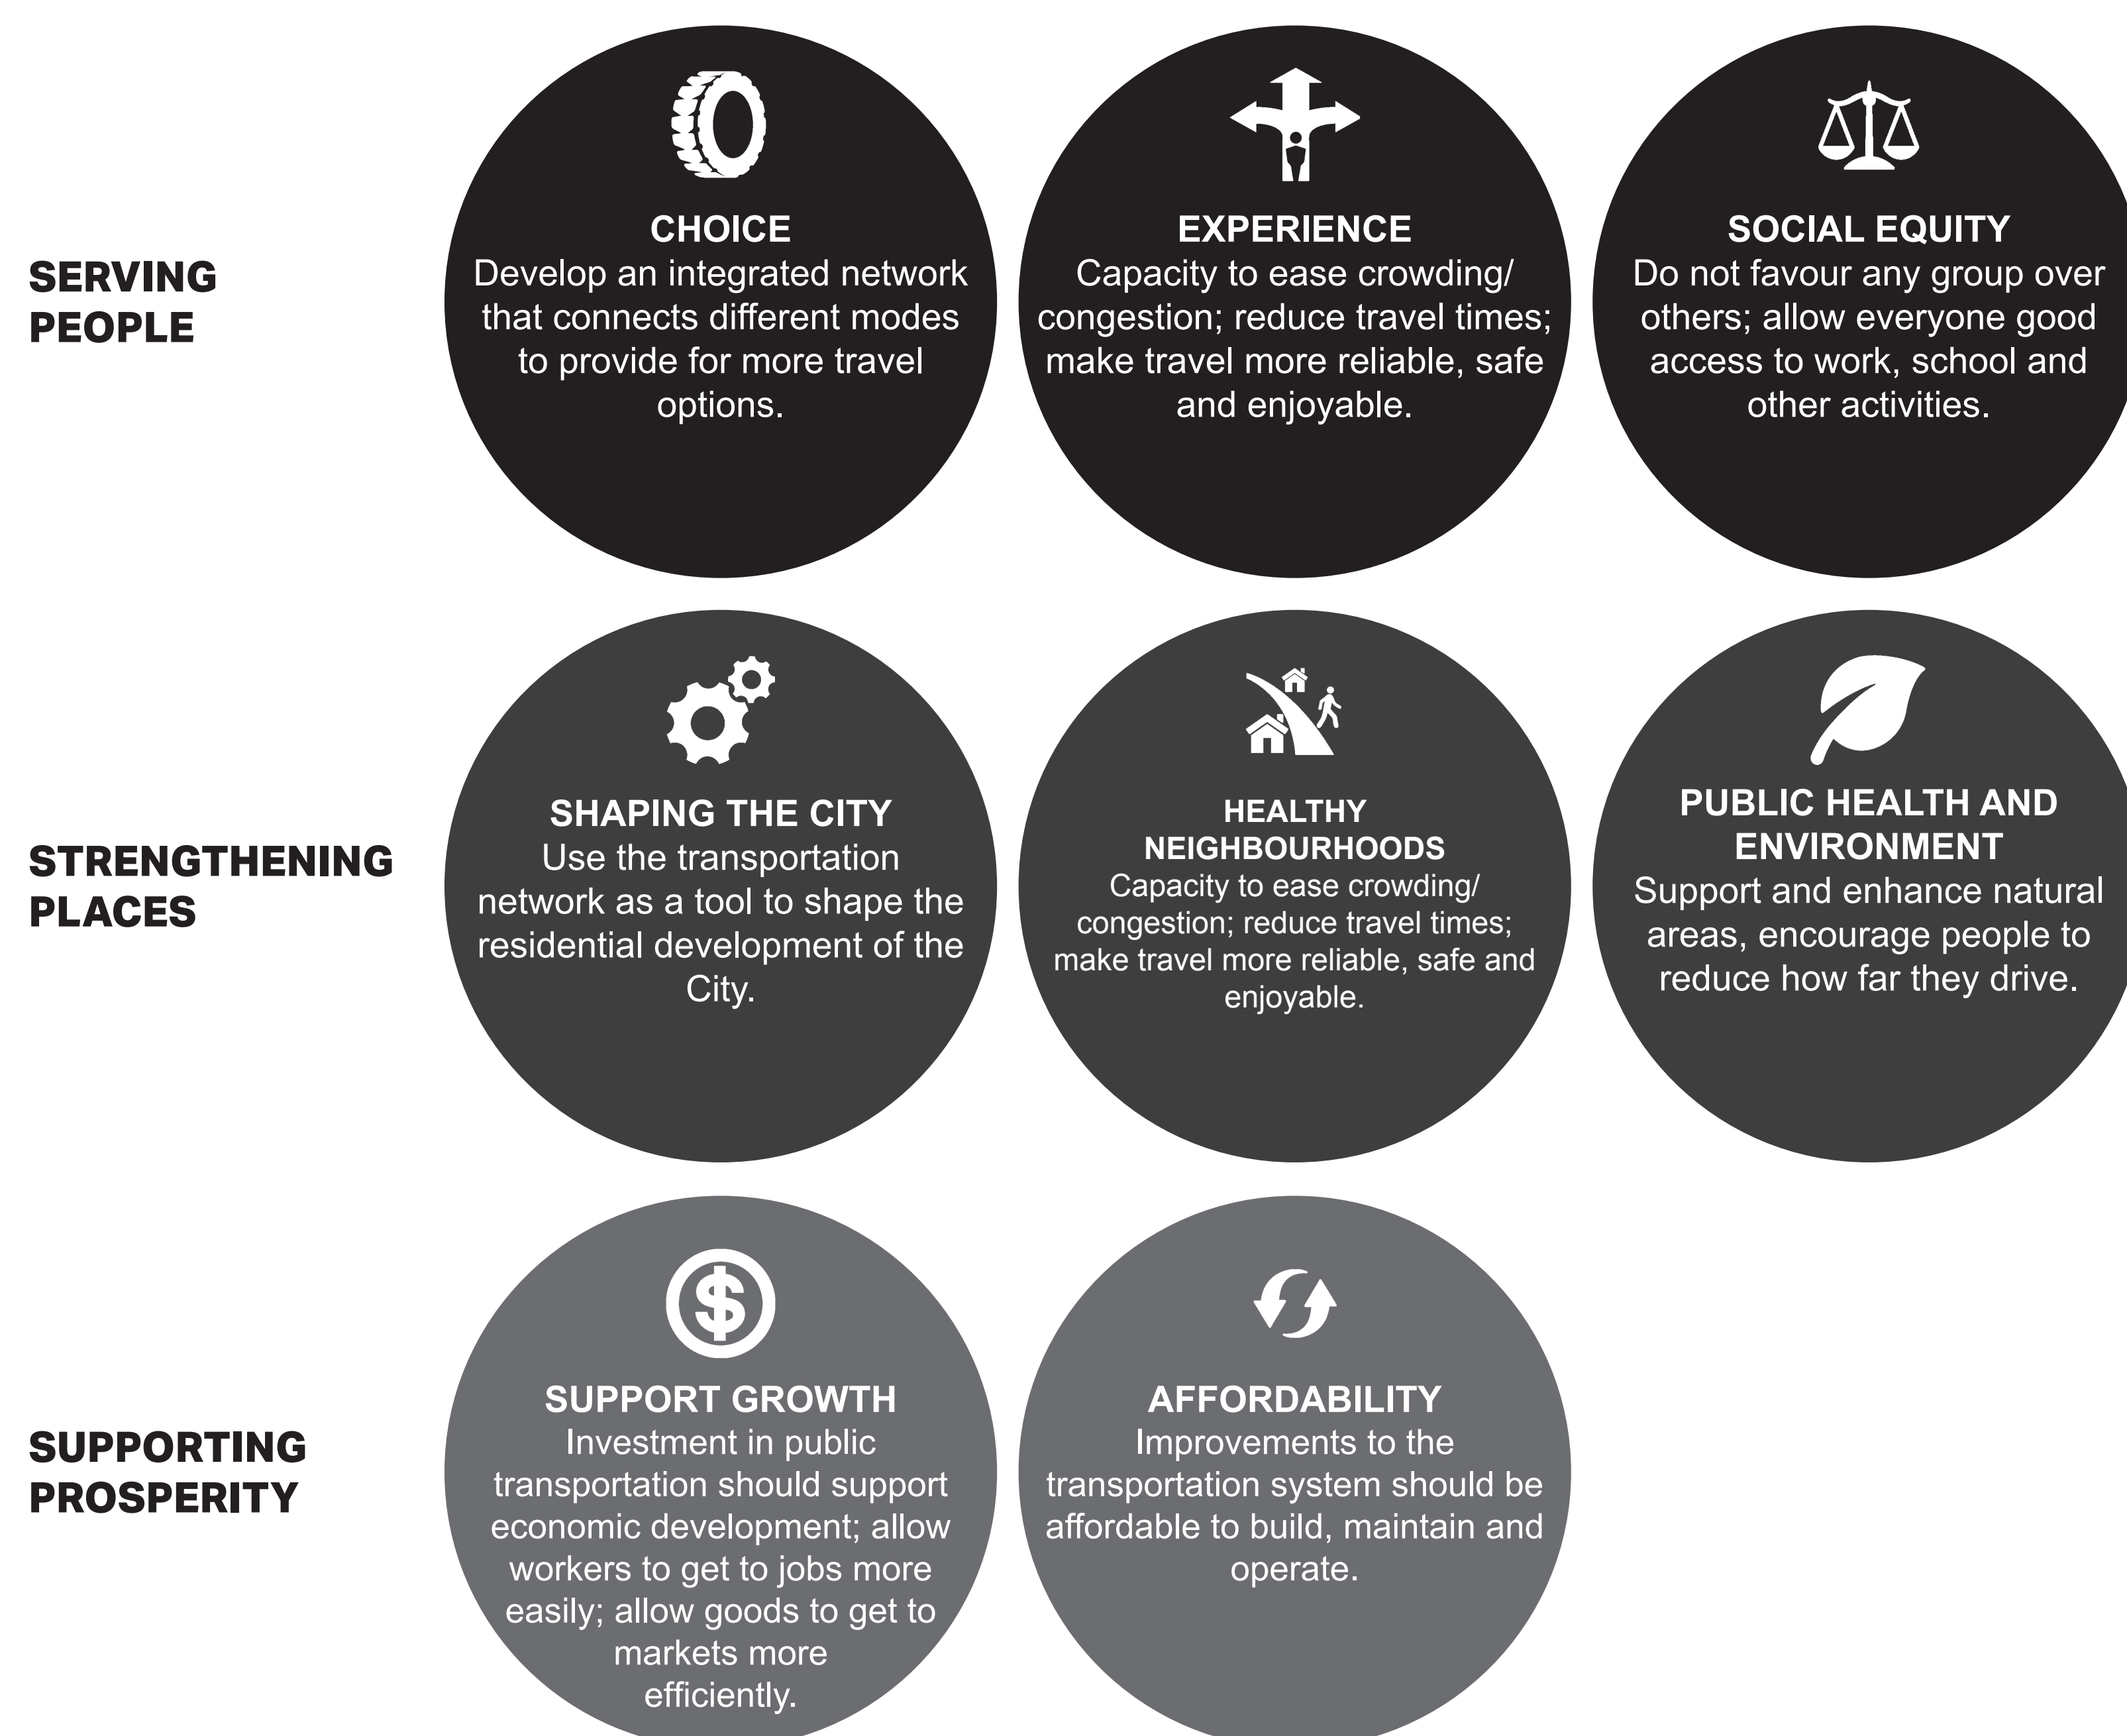 SERVING
PEOPLE
CHOICE
Develop an integrated network
that connects different modes
to provide for more travel
options.
EXPERIENCE
Capacity to ease crowding/
congestion; reduce travel times;
make travel more reliable, safe
and enjoyable.
SOCIAL EQUITY
Do not favour any group over
others; allow everyone good
access to work, school and
other activities.
STRENGTHENING
PLACES
SHAPING THE CITY
Use the transportation
network as a tool to shape the
residential development of the
City.
HEALTHY
NEIGHBOURHOODS
Capacity to ease crowding/
congestion; reduce travel times;
make travel more reliable, safe and
enjoyable.
PUBLIC HEALTH AND
ENVIRONMENT
Support and enhance natural
areas, encourage people to
reduce how far they drive.
SUPPORTING
PROSPERITY
$
SUPPORT GROWTH
Investment in public
transportation should support
economic development; allow
workers to get to jobs more
easily; allow goods to get to
markets more
efficiently.
AFFORDABILITY
Improvements to the
transportation system should be
affordable to build, maintain and
operate.